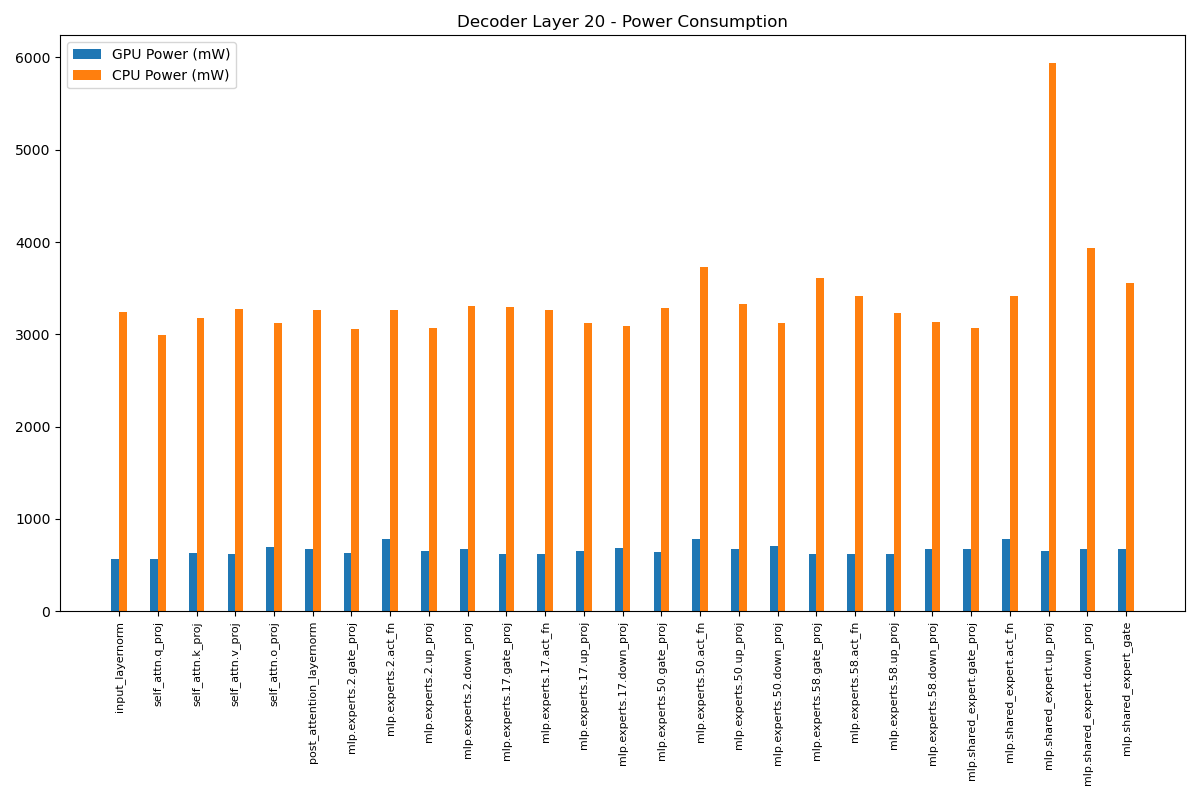 Decoder Layer 20 - Power Consumption
GPU Power (mW)
CPU Power (mW)
6000
5000
4000
3000
2000
1000
0
input_layernorm
self_attn.q_proj
self_attn.k_proj
self_attn.v_proj
self_attn.o_proj
post_attention_layernorm
mlp.experts.2.gate_proj
mlp.experts.2.act_fn
mlp.experts.2.up_proj
mlp.experts.2.down_proj
mlp.experts.17.gate_proj
mlp.experts.17.act_fn
mlp.experts.17.up_proj
mlp.experts.17.down_proj
mlp.experts.50.gate_proj
mlp.experts.50.act_fn
mlp.experts.50.up_proj
mlp.experts.50.down_proj
mlp.experts.58.gate_proj
mlp.experts.58.act_fn
mlp.experts.58.up_proj
mlp.experts.58.down_proj
mlp.shared_expert.gate_proj
mlp.shared_expert.act_fn
mlp.shared_expert.up_proj
mlp.shared_expert.down_proj
mlp.shared_expert_gate